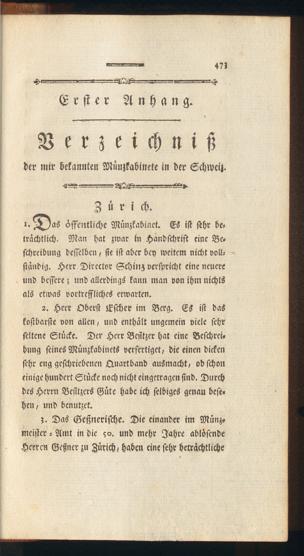 473
Erster Anhang.
Verzeichniß
der mir bekannten Münzkabinete in der Schweiz.
Zürich.
1. Das öffentliche Münzkabinet. Es ist sehr be-
trächtlich. Man hat zwar in Handschrift eine Be-
schreibung desselben, sie ist aber bey weitem nicht voll-
ständig. Herr Director Schinz verspricht eine neuere
und bessere; und allerdings kann man von ihm nichts
als etwas vortreffliches erwarten.
2. Herr Oberst Escher im Berg. Es ist das
kostbarste von allen, und enthält ungemein viele sehr
seltene Stücke. Der Herr Besitzer hat eine Beschrei-
bung seines Münzkabinets verfertiget, die einen dicken
sehr eng geschriebenen Quartband ausmacht, ob schon
einige hundert Stücke noch nicht eingetragen sind. Durch
des Herrn Besitzers Güte habe ich selbiges genau bese-
hen, und benutzet.
3. Das Geßnerische. Die einander im Münz-
meister-Amt in die 50. und mehr Jahre ablösende
Herren Geßner zu Zürich, haben eine sehr beträchtliche